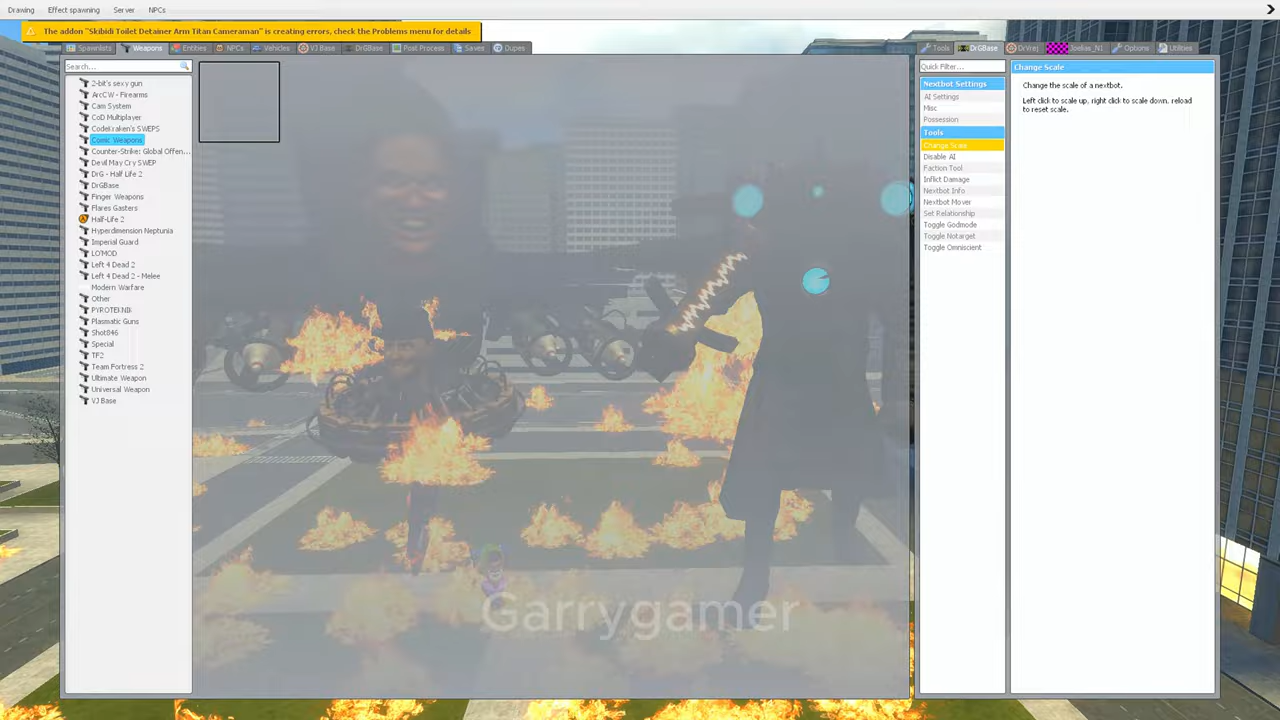 Drawing Effect spawning Server NPCs
The addon "Skibidi Toilet Detainer Arm Titan Cameraman" is creating errors, check the Problems menu for details
Spawnlists Weapons Entities NPCs Vehicles VJ Base DrGBase Post Process Saves Dupes
Tools DrGBase DrVrej Joellas_N1 Options Utilities
Search...
2-bit's sexy gun
ArcCW - Firearms
Cam System
CoD Multiplayer
CodeKraken's SWEPS
Comic Weapons
Counter-Strike: Global Offen...
Devil May Cry SWEP
DrG - Half Life 2
DrGBase
Finger Weapons
Flares Gasters
Half-Life 2
Hyperdimension Neptunia
Imperial Guard
LO'MOD
Left 4 Dead 2
Left 4 Dead 2 - Melee
Modern Warfare
Other
PYROTEKNIK
Plasmatic Guns
Shot846
Special
TF2
Team Fortress 2
Ultimate Weapon
Universal Weapon
VJ Base
Garrygamer
Quick Filter...
Nextbot Settings
AI Settings
Misc
Possession
Tools
Change Scale
Disable AI
Faction Tool
Inflict Damage
Nextbot Info
Nextbot Mover
Set Relationship
Toggle Godmode
Toggle Notarget
Toggle Omniscient
Change Scale
Change the scale of a nextbot.
Left click to scale up, right click to scale down, reload
to reset scale.